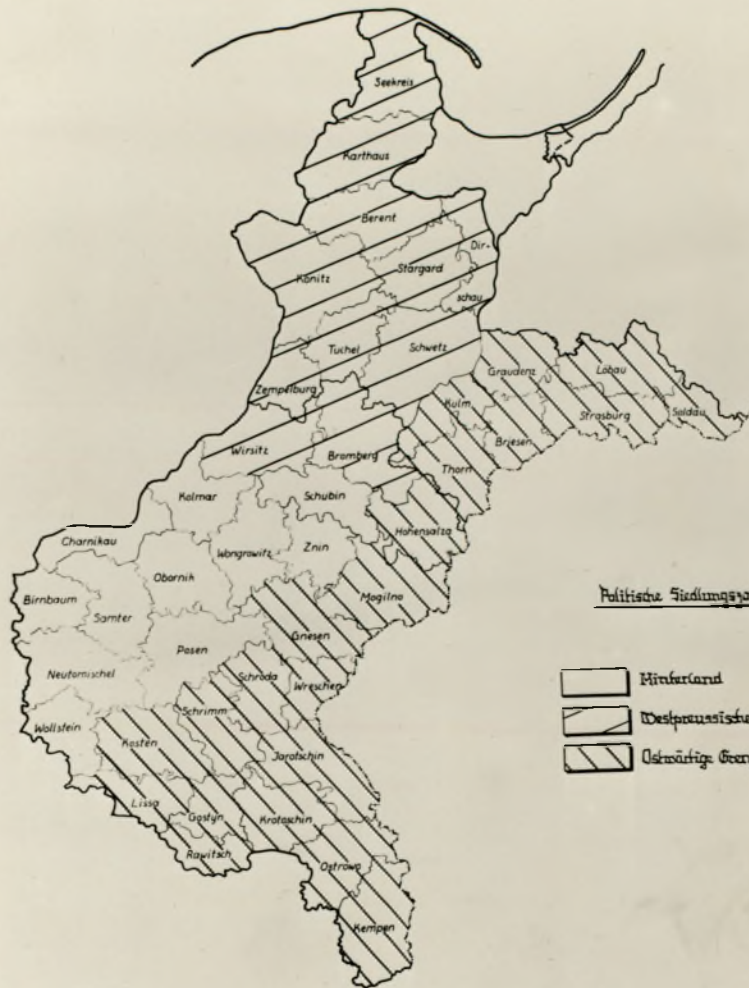 Seekreis
Karthaus
Berent
Dir-
Konitz
Stargard
schau
Tuchel
Schwetz
Zempelburg
Graudenz
Löbau
Kulm
Strasburg
Soldau
Briesen
Wirsitz
Bromberg
Thorn
Kolmar
Schubin
Hohensalza
Charnikau
Wongrowitz
Znin
Obornik
Birnbaum
Samter
Mogilno
Gnesen
Posen
Neutomischel
Schroda
Wreschen
Schrimm
Wollstein
Kosten
Jarotschin
Lissa
Gostyn
Krotoschin
Rawitsch
Ostrowo
Kempen
Politische Siedlungszo
Hinterland
Westpreussische
Ostwärtige Gren